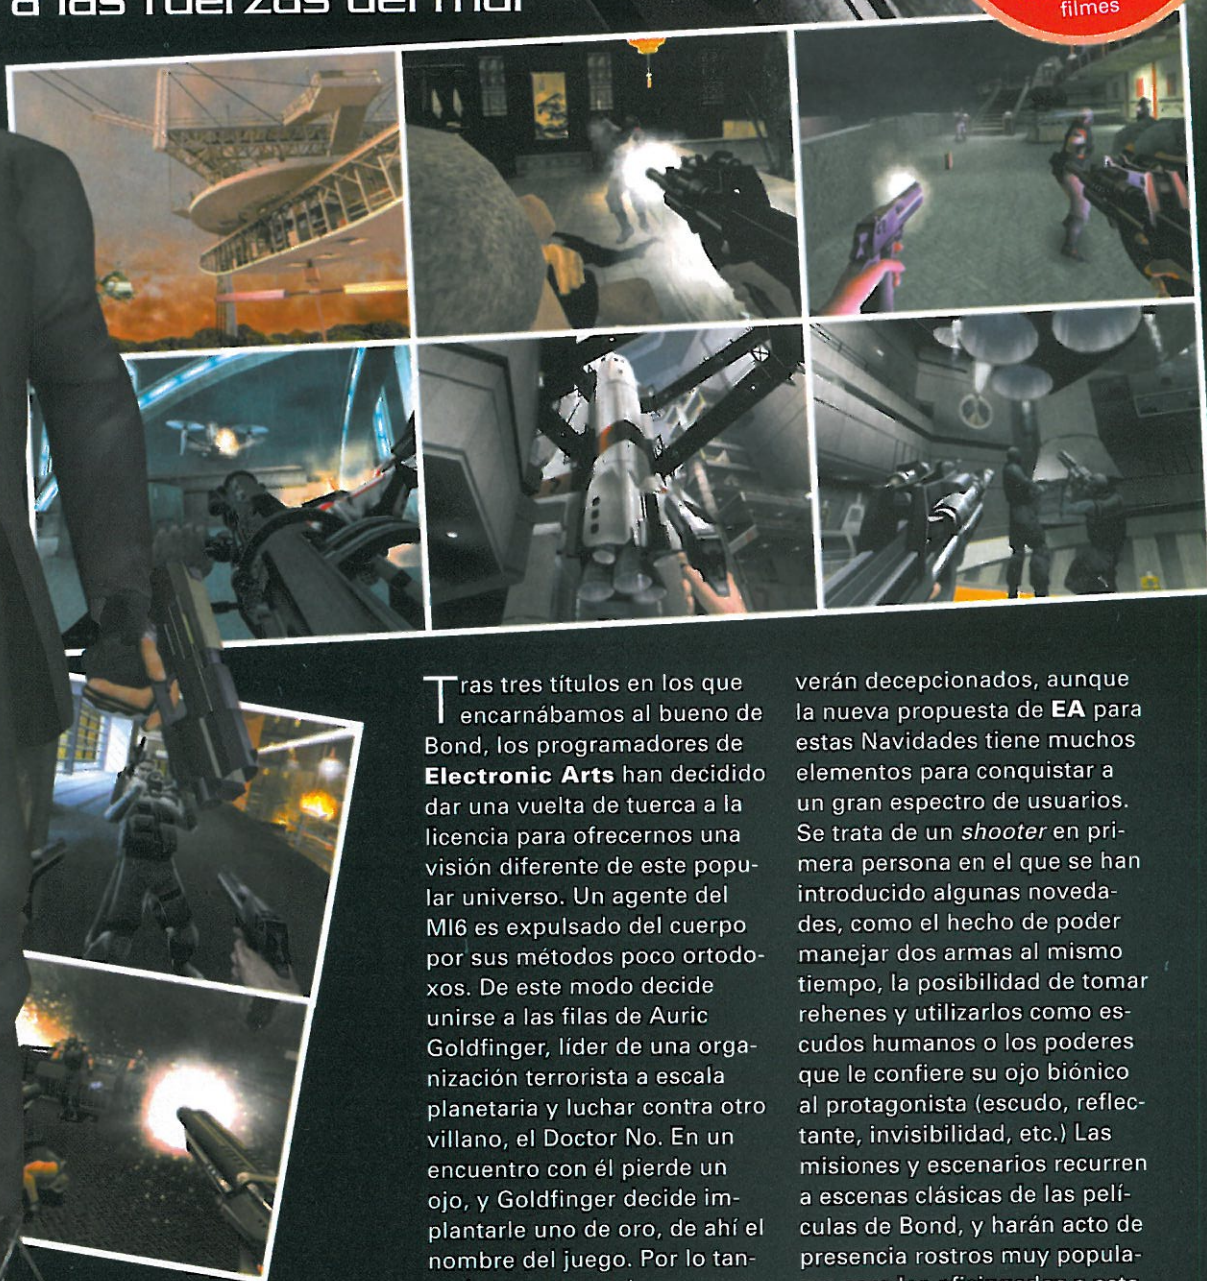 a las fuerzas del mal
filmes
Tras tres títulos en los que
encarnábamos al bueno de
Bond, los programadores de
Electronic Arts han decidido
dar una vuelta de tuerca a la
licencia para ofrecernos una
visión diferente de este popu-
lar universo. Un agente del
MI6 es expulsado del cuerpo
por sus métodos poco ortodo-
xos. De este modo decide
unirse a las filas de Auric
Goldfinger, líder de una orga-
nización terrorista a escala
planetaria y luchar contra otro
villano, el Doctor No. En un
encuentro con él pierde un
ojo, y Goldfinger decide im-
plantarle uno de oro, de ahí el
nombre del juego. Por lo tan-
verán decepcionados, aunque
la nueva propuesta de EA para
estas Navidades tiene muchos
elementos para conquistar a
un gran espectro de usuarios.
Se trata de un shooter en pri-
mera persona en el que se han
introducido algunas noveda-
des, como el hecho de poder
manejar dos armas al mismo
tiempo, la posibilidad de tomar
rehenes y utilizarlos como es-
cudos humanos o los poderes
que le confiere su ojo biónico
al protagonista (escudo, reflec-
tante, invisibilidad, etc.) Las
misiones y escenarios recurren
a escenas clásicas de las pelí-
culas de Bond, y harán acto de
presencia rostros muy popula-